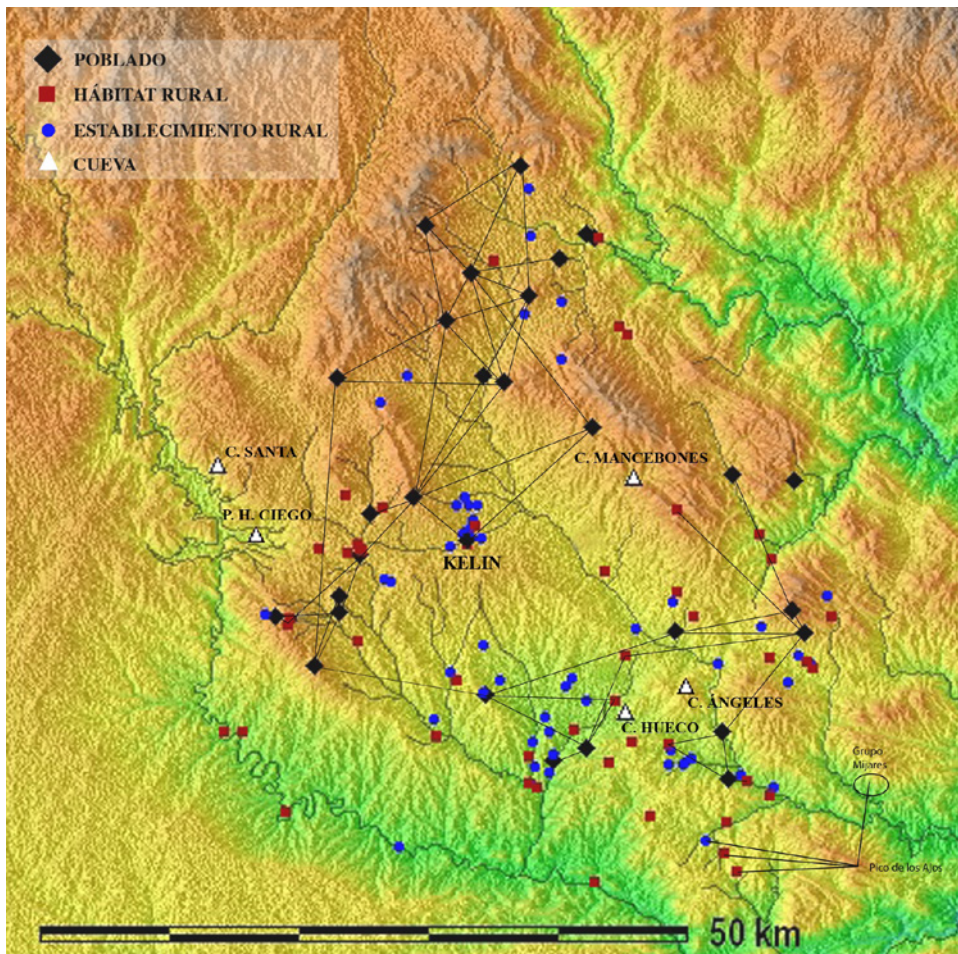 POBLADO
HÁBITAT RURAL
ESTABLECIMIENTO RURAL
CUEVA
C. SANTA
C. MANCEBONES
P. H. CIEGO
KELIN
C. ÁNGELES
C. HUECO
Grupo
Mijares
Pico de los Ajos
50 km